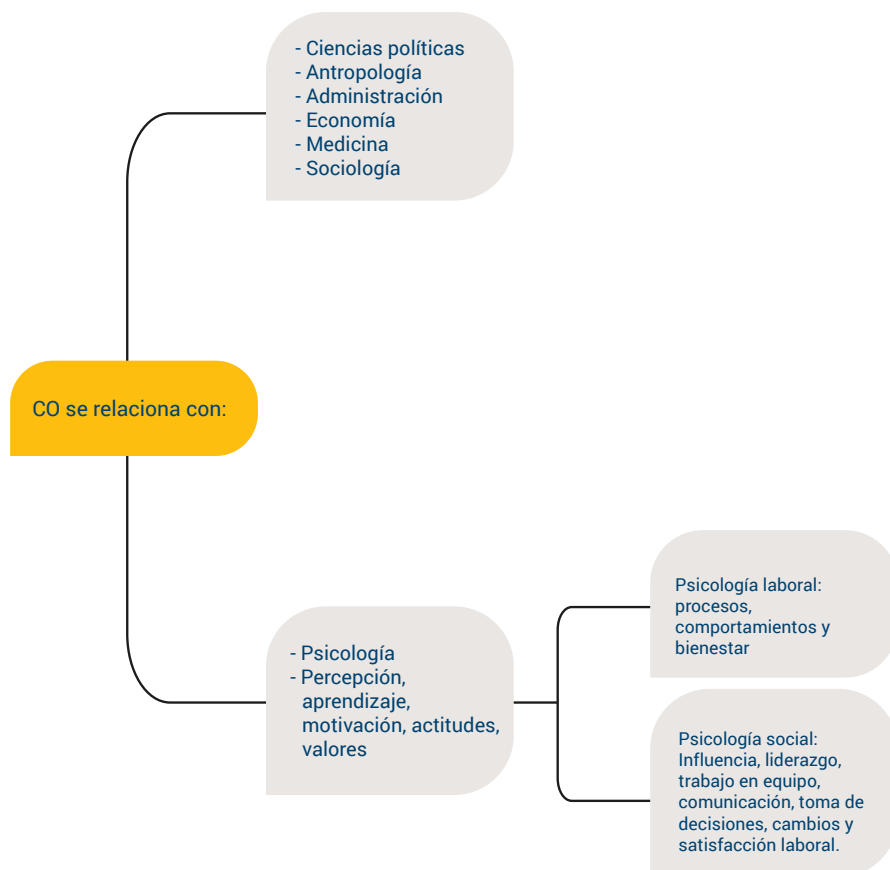 - Ciencias políticas
- Antropología
- Administración
- Economía
- Medicina
- Sociología
CO se relaciona con:
- Psicología
- Percepción,
aprendizaje,
motivación, actitudes,
valores
Psicología laboral:
procesos,
comportamientos y
bienestar
Psicología social:
Influencia, liderazgo,
trabajo en equipo,
comunicación, toma de
decisiones, cambios y
satisfacción laboral.